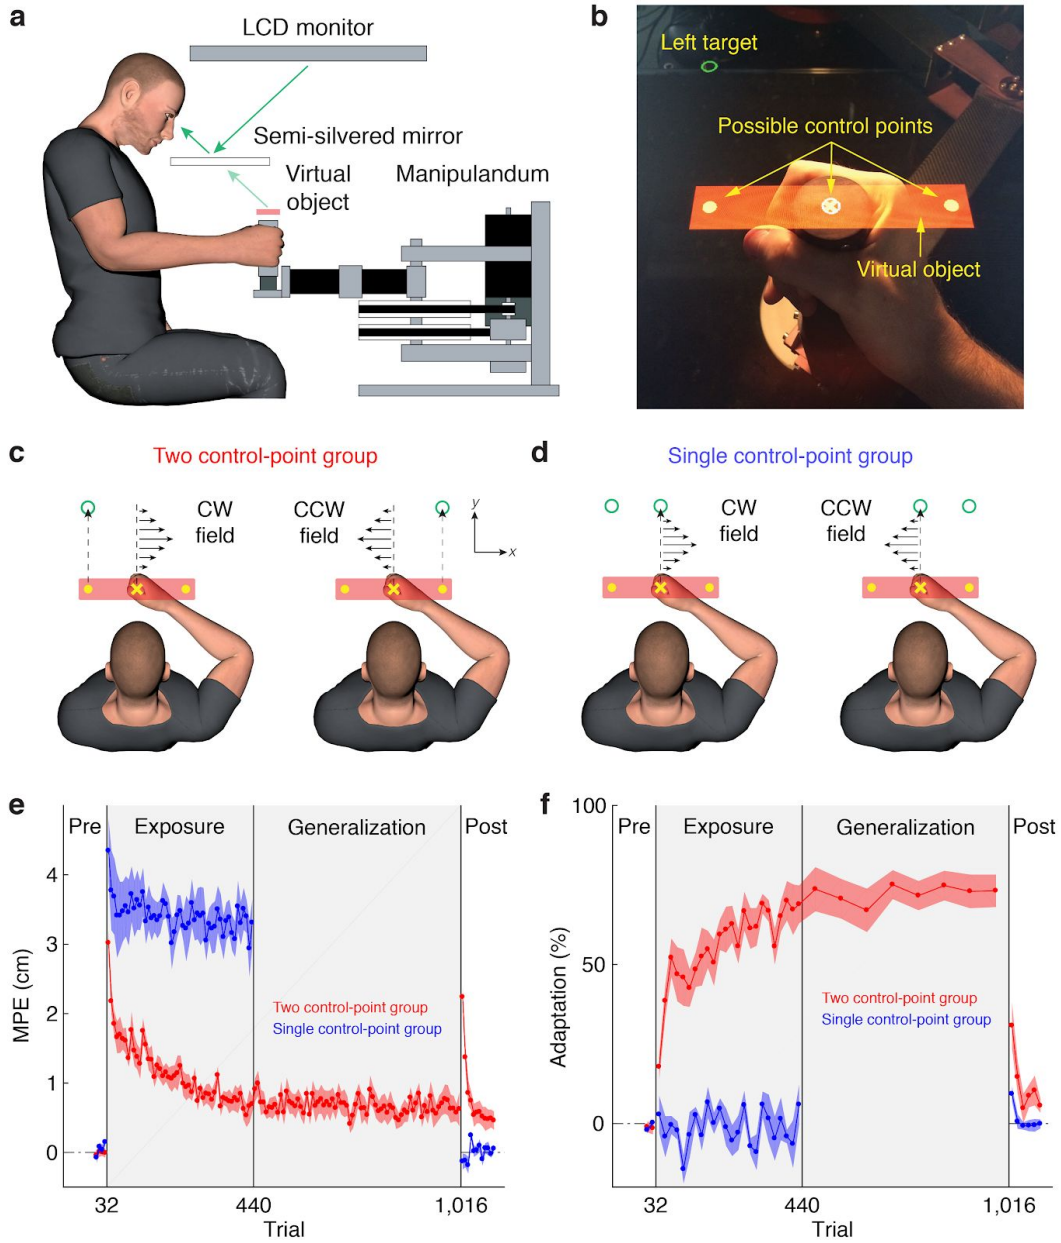 a
LCD monitor
Semi-silvered mirror
Virtual
object
Manipulandum
b
Left target
Possible control points
Virtual object
c
Two control-point group
CW
field
CCW
field
y
x
d
Single control-point group
CW
field
CCW
field
e
Pre
Exposure
Generalization
Post
4
3
2
1
0
MPE (cm)
Two control-point group
Single control-point group
32
440
1,016
Trial
f
100
50
0
Adaptation (%)
Pre
Exposure
Generalization
Post
Two control-point group
Single control-point group
32
440
1,016
Trial